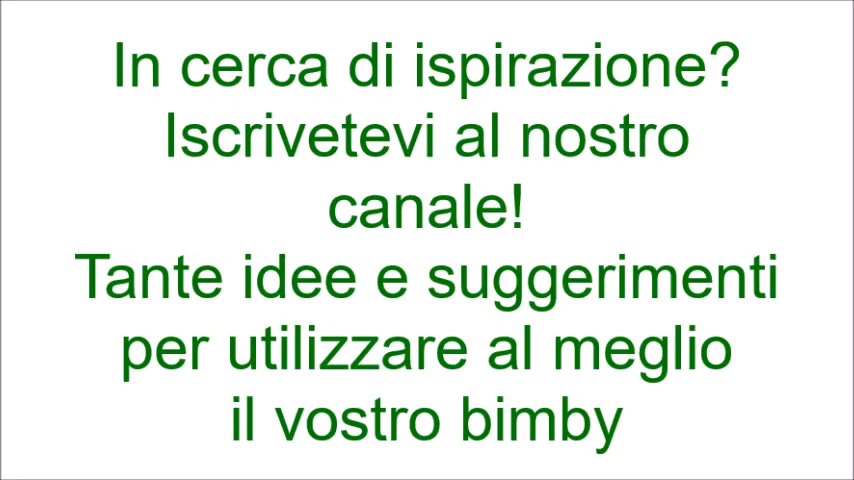 In cerca di ispirazione?
Iscrivetevi al nostro
canale!
Tante idee e suggerimenti
per utilizzare al meglio
il vostro bimby